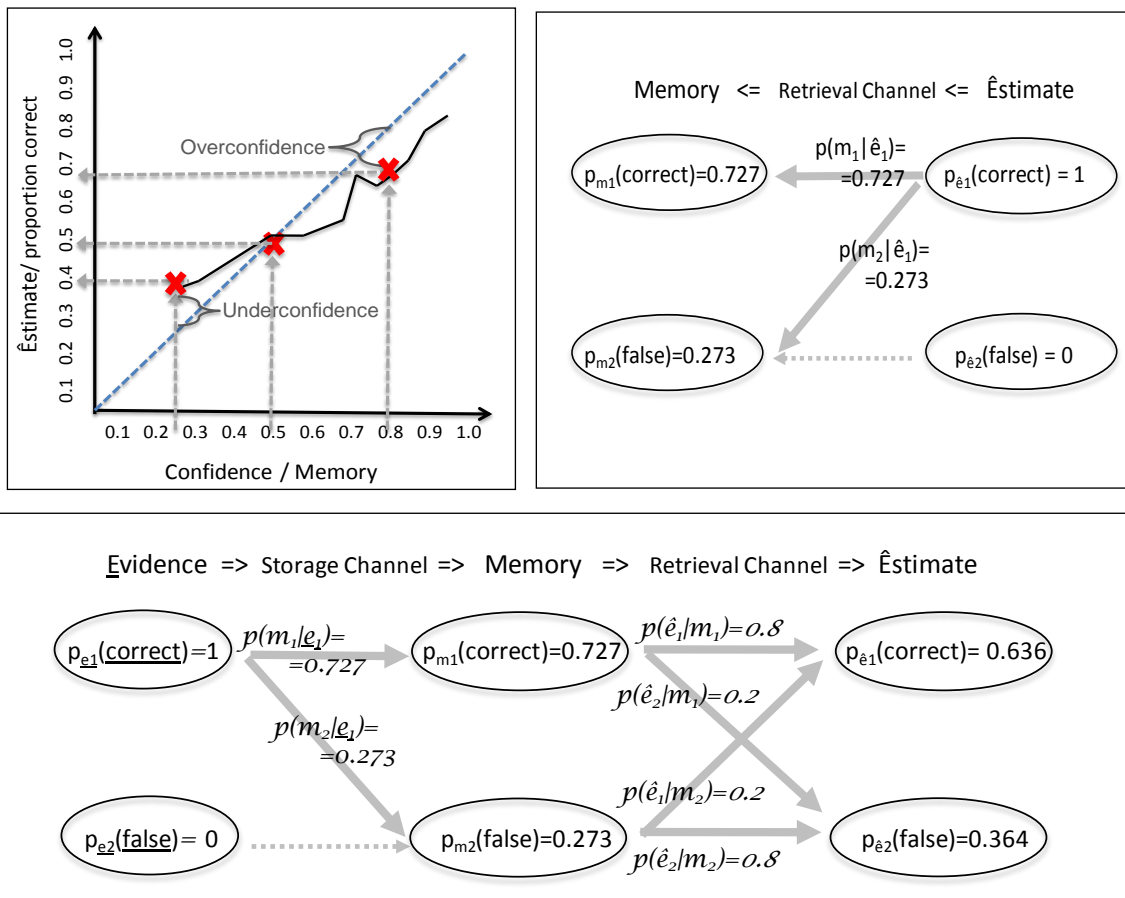 1.0
0.9
0.8
0.7
0.6
0.5
0.4
0.3
0.2
0.1
Êstimate/ proportion correct
Overconfidence
Underconfidence
0.1 0.2 0.3 0.4 0.5 0.6 0.7 0.8 0.9 1.0
Confidence / Memory
Memory <= Retrieval Channel <= Êstimate
pm1(correct)=0.727
p(m1|ê1)=
=0.727
pê1(correct) = 1
p(m2|ê1)=
=0.273
pm2(false)=0.273
pê2(false) = 0
Evidence => Storage Channel => Memory => Retrieval Channel => Êstimate
pe1(correct)=1
p(m1|e1)=
=0.727
pm1(correct)=0.727
p(ê1|m1)=0.8
pê1(correct)= 0.636
p(ê2|m1)=0.2
p(m2|e1)=
=0.273
p(ê1|m2)=0.2
pe2(false)= 0
pm2(false)=0.273
p(ê2|m2)=0.8
pê2(false)=0.364